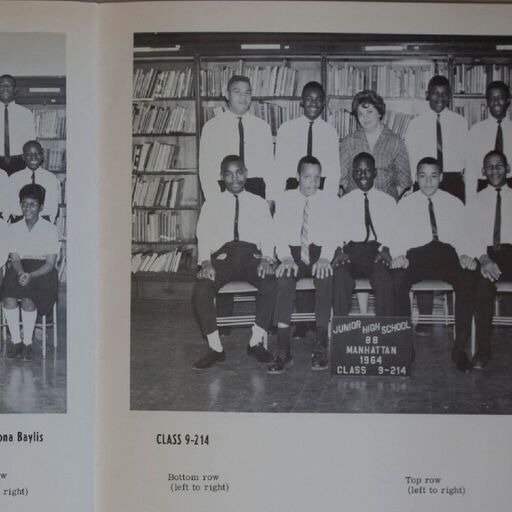 JUNIOR HIGH SCHOOL
88
MANHATTAN
1964
CLASS 9-214
ona Baylis
CLASS 9-214
w
right)
Bottom row
(left to right)
Top row
(left to right)